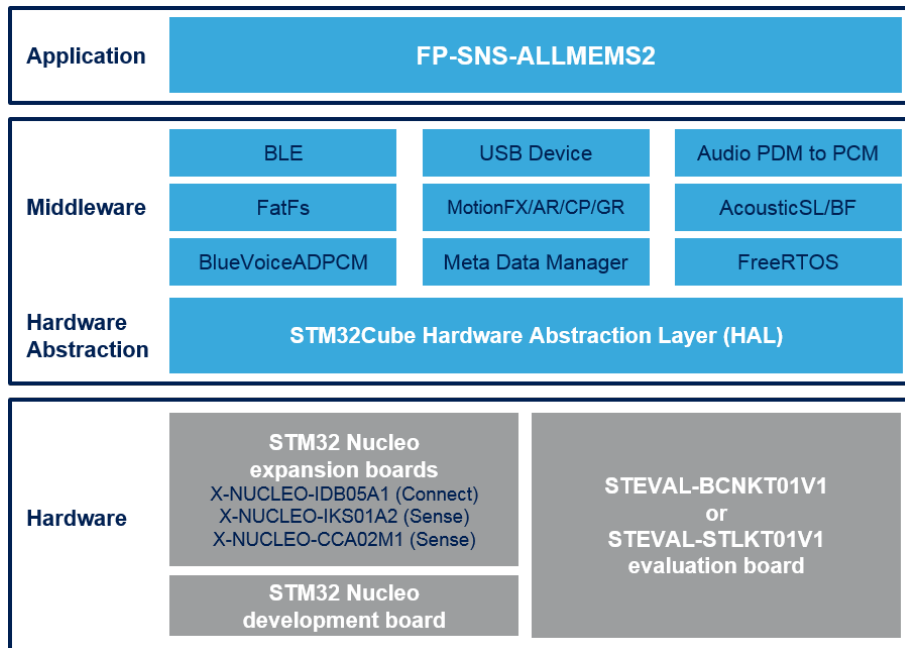 Application
FP-SNS-ALLMEMS2
Middleware
BLE
USB Device
Audio PDM to PCM
FatFs
MotionFX/AR/CP/GR
AcousticSL/BF
BlueVoiceADPCM
Meta Data Manager
FreeRTOS
Hardware
Abstraction
STM32Cube Hardware Abstraction Layer (HAL)
Hardware
STM32 Nucleo
expansion boards
X-NUCLEO-IDB05A1 (Connect)
X-NUCLEO-IKS01A2 (Sense)
X-NUCLEO-CCA02M1 (Sense)
STM32 Nucleo
development board
STEVAL-BCNKT01V1
or
STEVAL-STLKT01V1
evaluation board